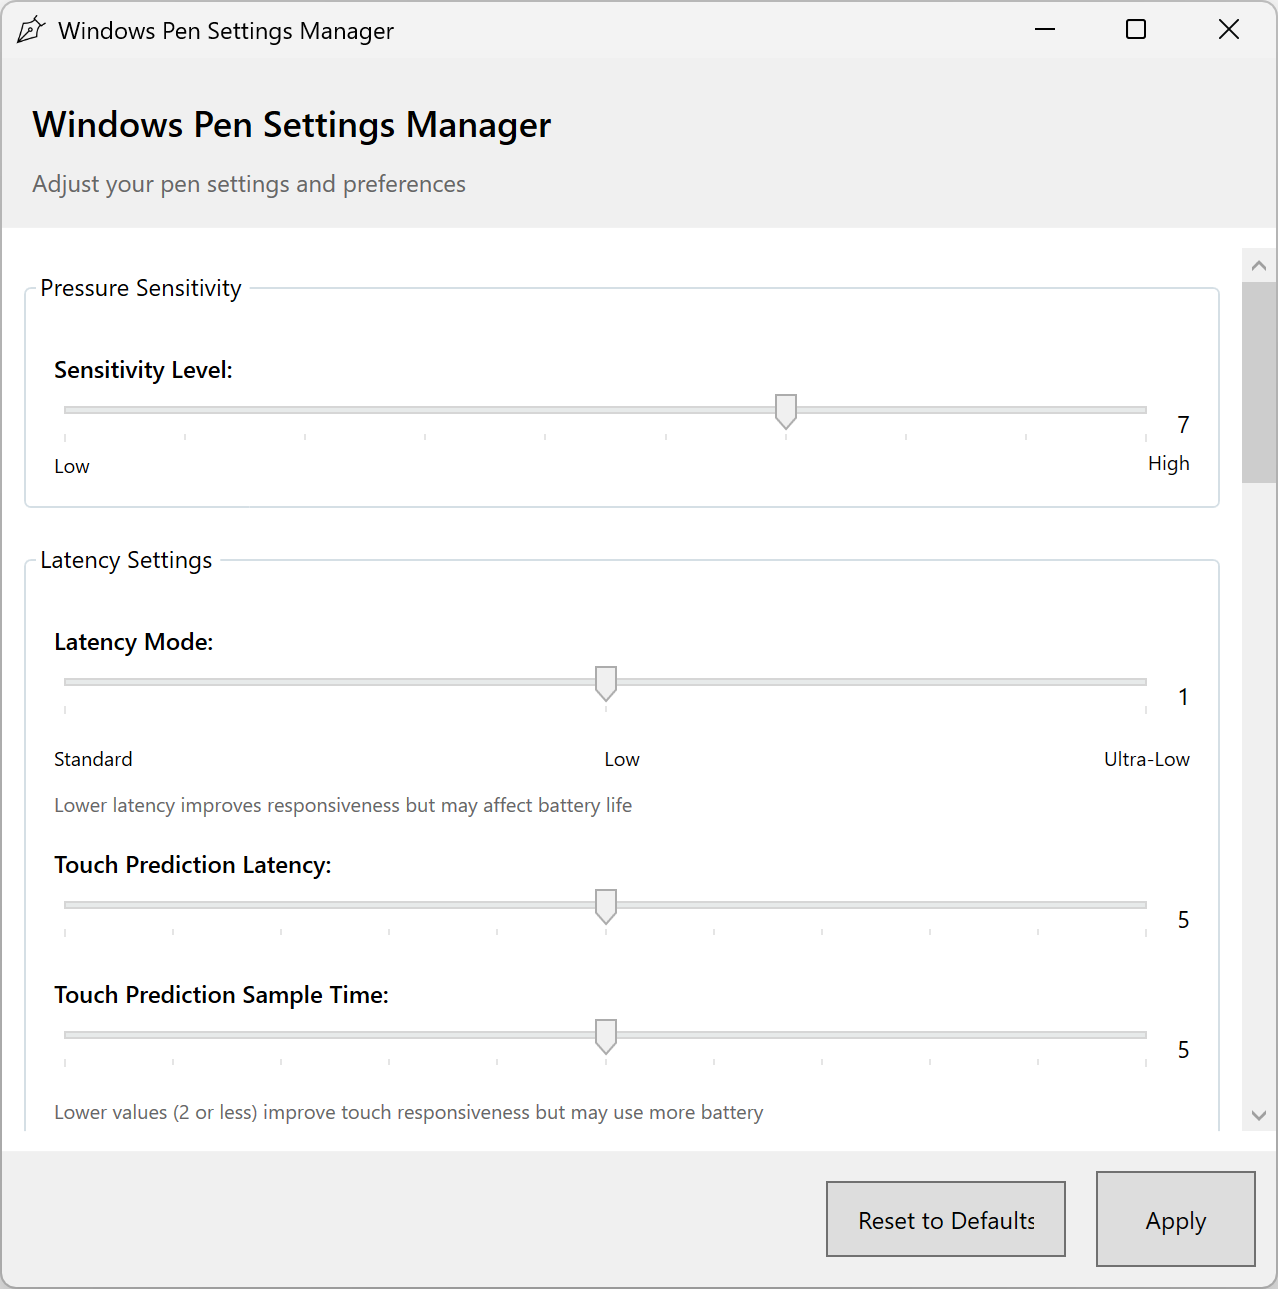 Windows Pen Settings Manager
Windows Pen Settings Manager
Adjust your pen settings and preferences
Pressure Sensitivity
Sensitivity Level:
7
Low High
Latency Settings
Latency Mode:
1
Standard Low Ultra-Low
Lower latency improves responsiveness but may affect battery life
Touch Prediction Latency:
5
Touch Prediction Sample Time:
5
Lower values (2 or less) improve touch responsiveness but may use more battery
Reset to Defaults Apply